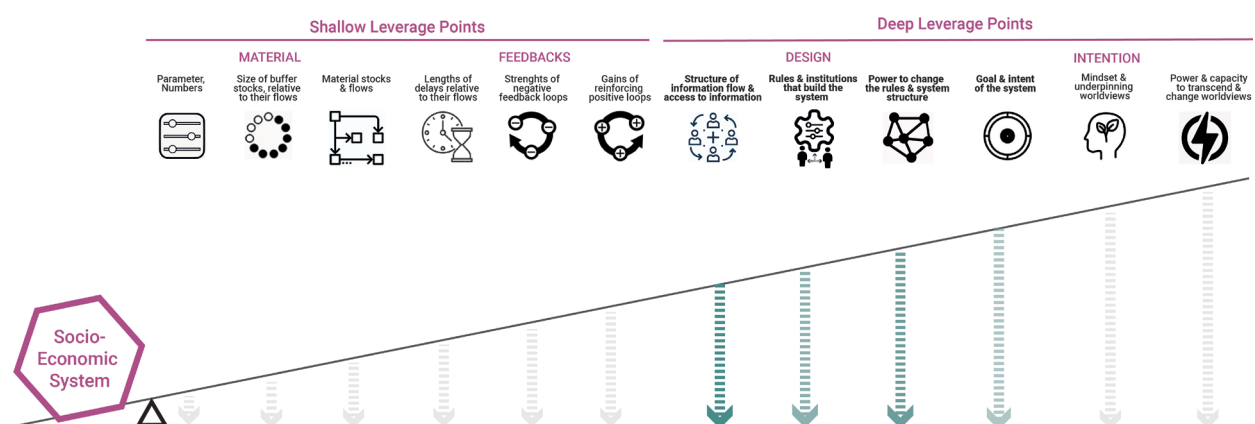 Shallow Leverage Points
Deep Leverage Points
MATERIAL
FEEDBACKS
DESIGN
INTENTION
Parameter,
Numbers
Size of buffer
stocks, relative
to their flows
Material stocks
& flows
Lengths of
delays relative
to their flows
Strenghts of
negative
feedback loops
Gains of
reinforcing
positive loops
Structure of
information flow &
access to information
Rules & institutions
that build the
system
Power to change
the rules & system
structure
Goal & intent
of the system
Mindset &
underpinning
worldviews
Power & capacity
to transcend &
change worldviews
Socio-
Economic
System